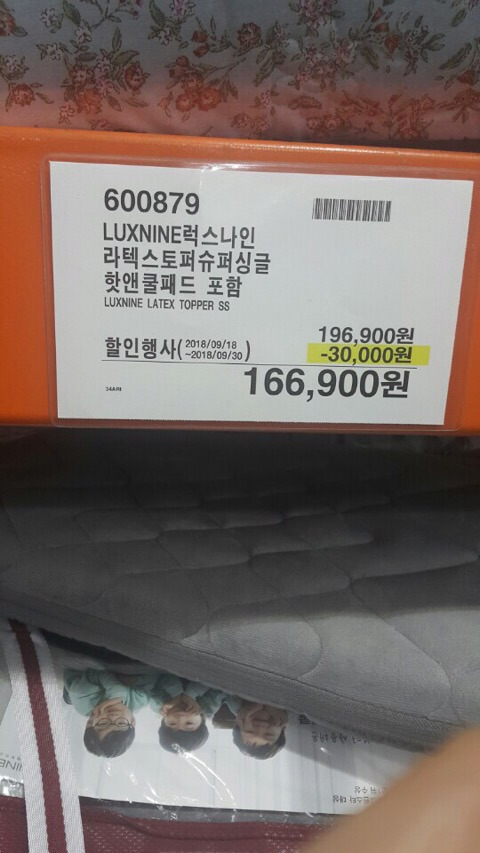 600879
LUXNINE럭스나인
라텍스토퍼슈퍼싱글
핫앤쿨패드 포함
LUXNINE LATEX TOPPER SS
196,900원
할인행사( 2018/09/18 ~2018/09/30 )
-30,000원
166,900원